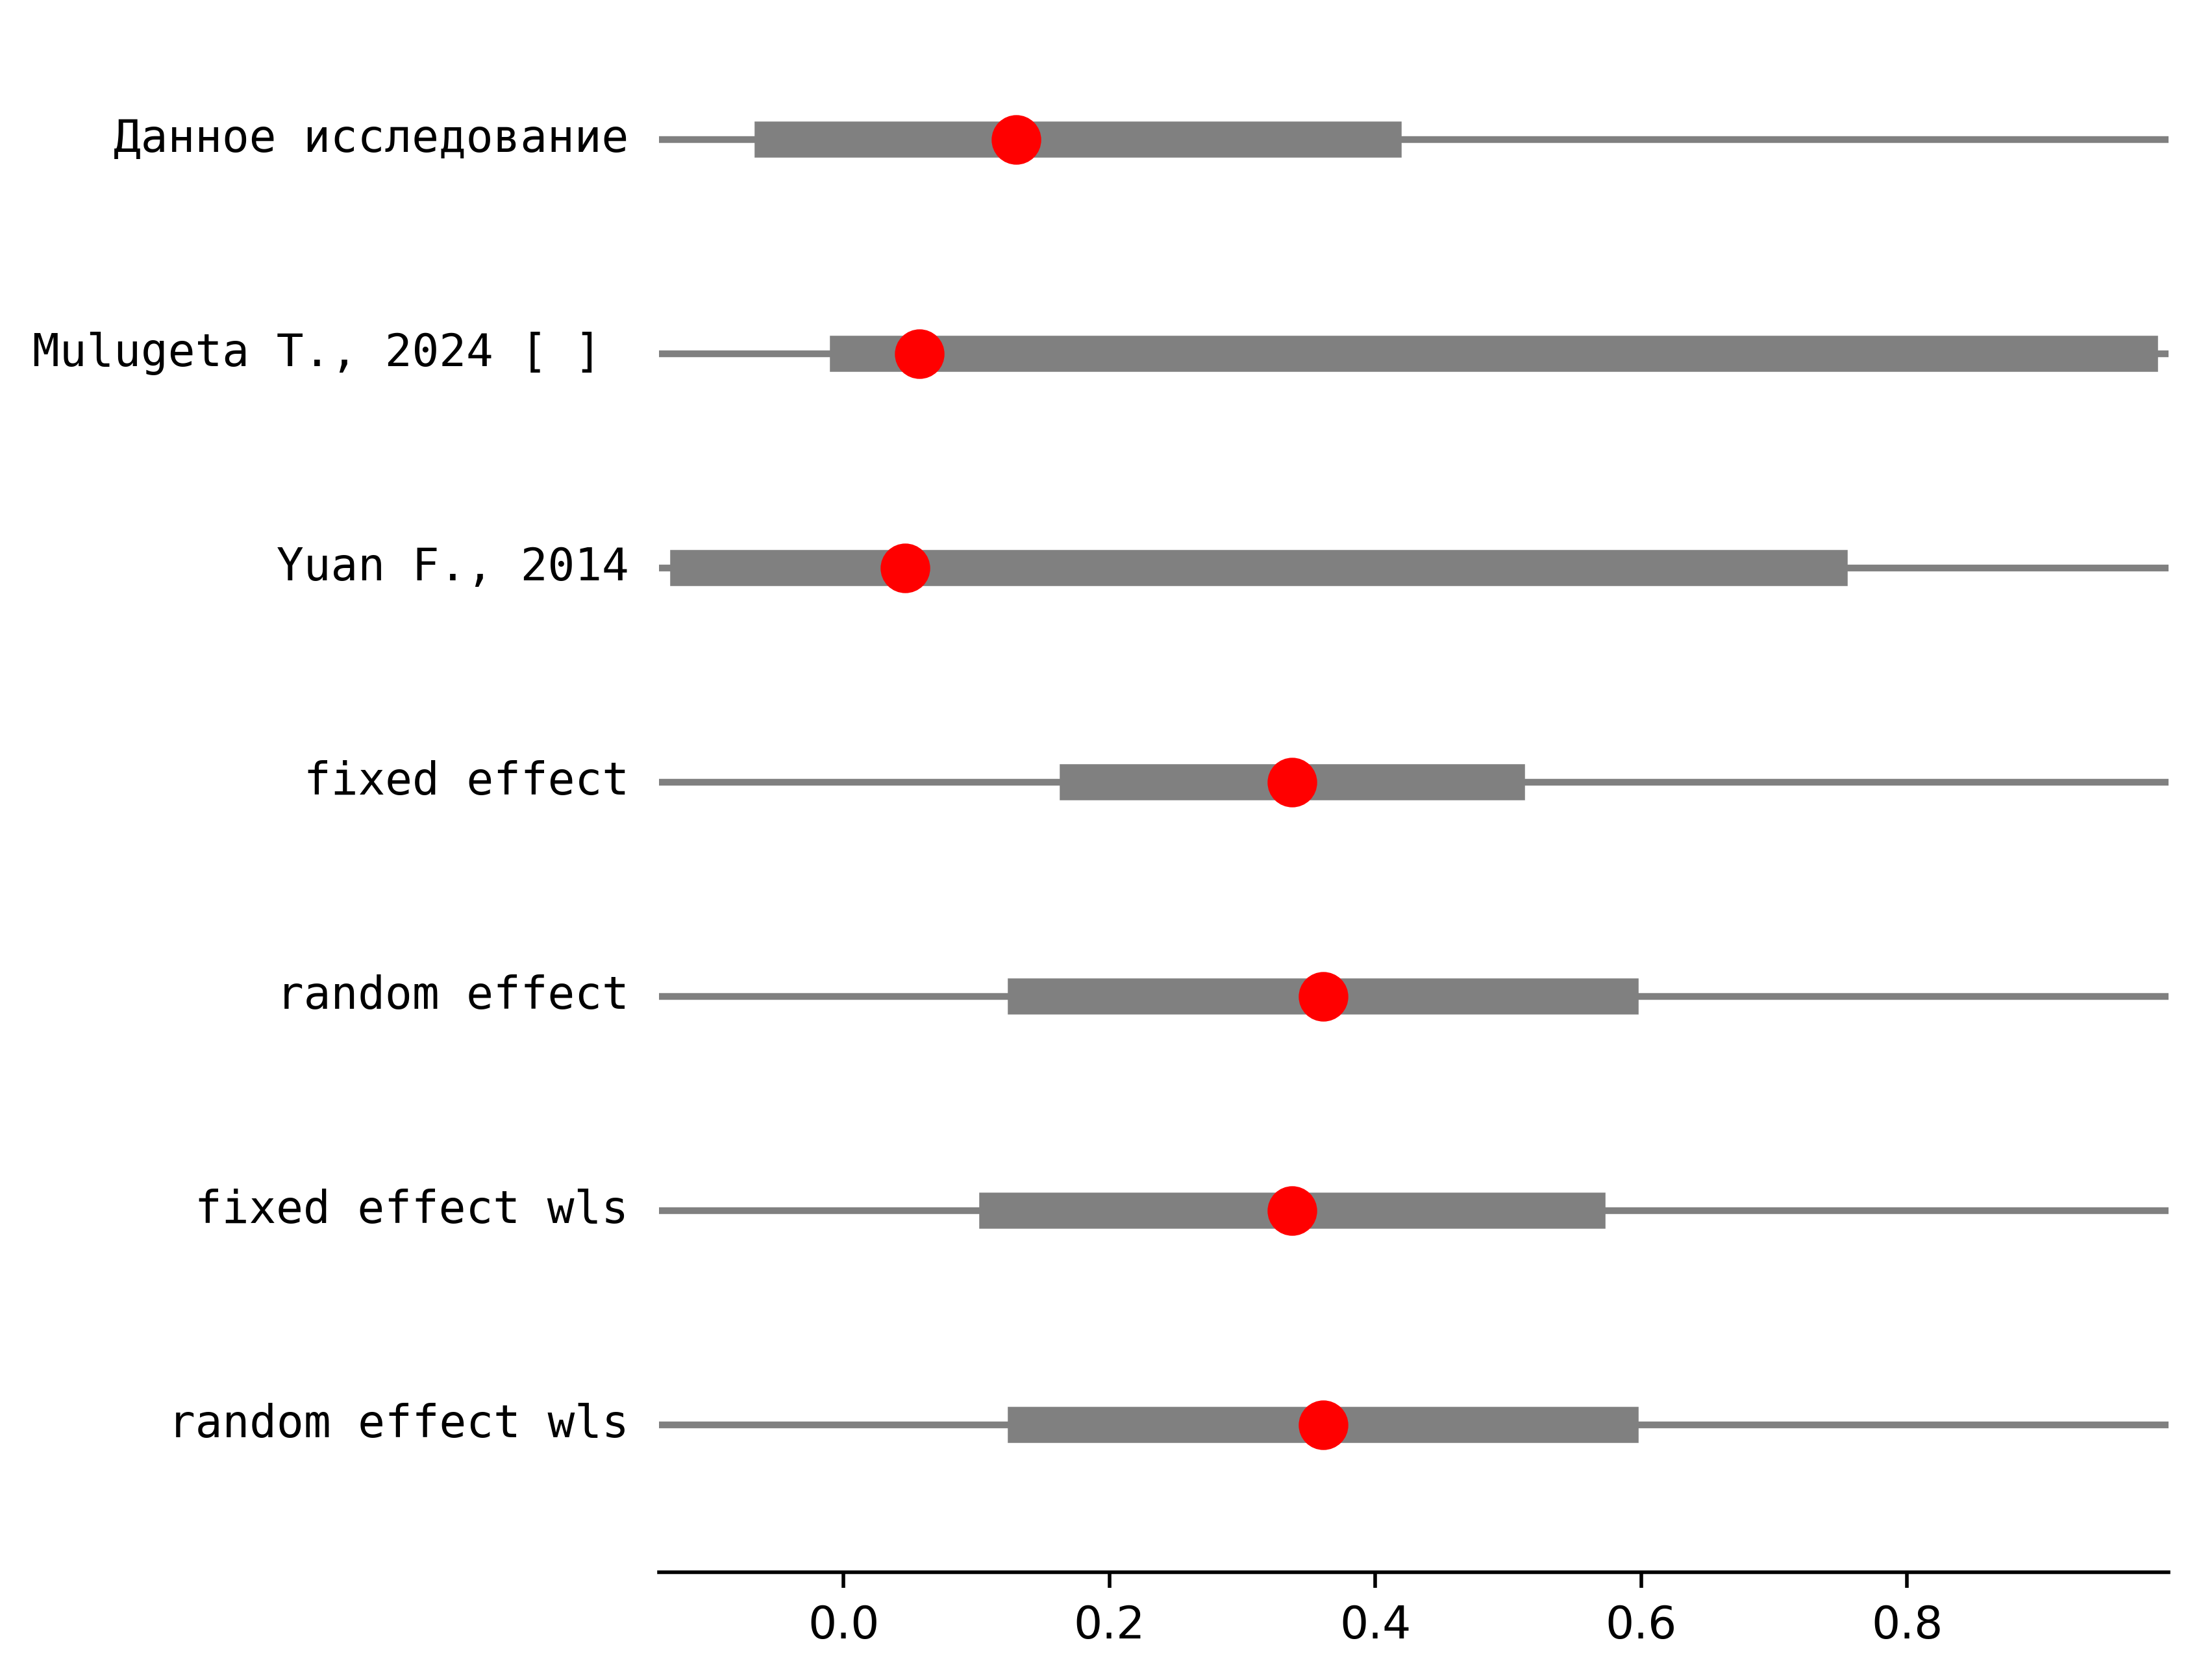 Данное исследование
Mulugeta T., 2024 [ ]
Yuan F., 2014
fixed effect
random effect
fixed effect wls
random effect wls
0.0 0.2 0.4 0.6 0.8